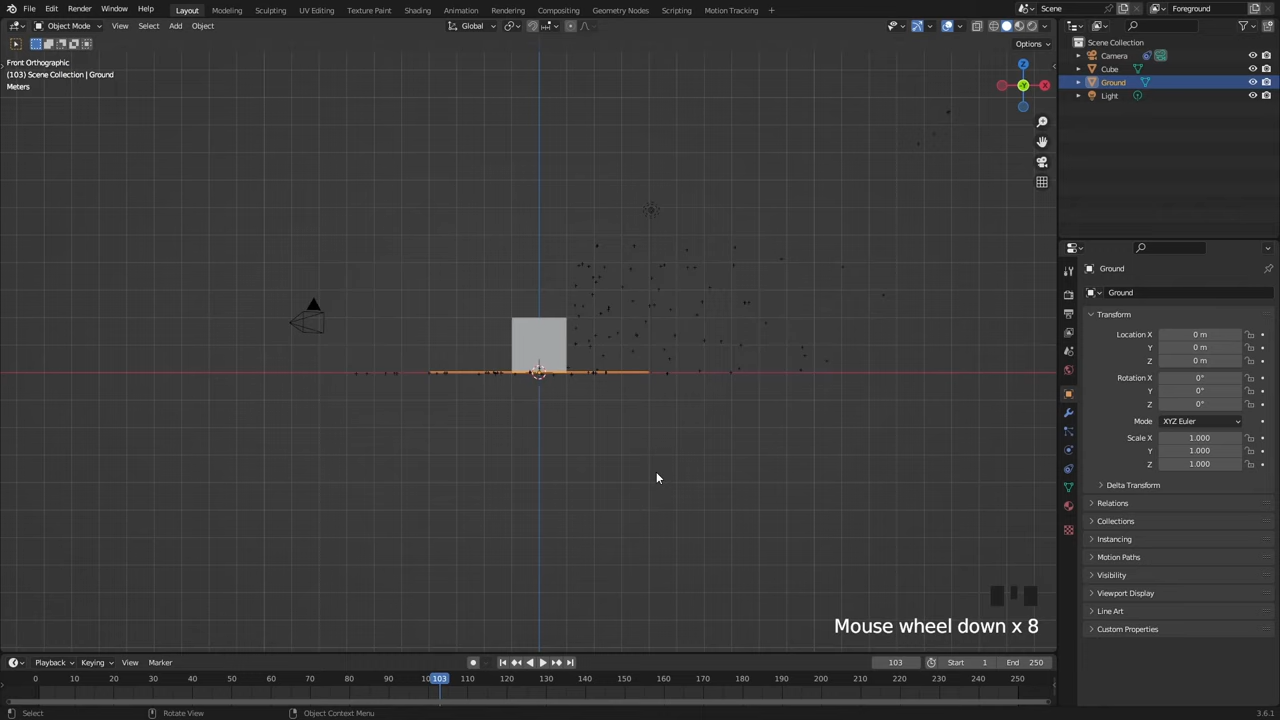 File Edit Render Window Help Layout Modeling Sculpting UV Editing Texture Paint Shading Animation Rendering Compositing Geometry Nodes Scripting Motion Tracking + Scene Foreground
Object Mode View Select Add Object Global
Options
Front Orthographic
(103) Scene Collection | Ground
Meters
Z
Y
X
Scene Collection
Camera
Cube
Ground
Light
Ground
Ground
Transform
Location X 0 m
Y 0 m
Z 0 m
Rotation X 0°
Y 0°
Z 0°
Mode XYZ Euler
Scale X 1.000
Y 1.000
Z 1.000
Delta Transform
Relations
Collections
Instancing
Motion Paths
Visibility
Viewport Display
Line Art
Custom Properties
Mouse wheel down x 8
Playback Keying View Marker 103 Start 1 End 250
0 10 20 30 40 50 60 70 80 90 10 103 110 120 130 140 150 160 170 180 190 200 210 220 230 240 250
Select Rotate View Object Context Menu 3.6.1